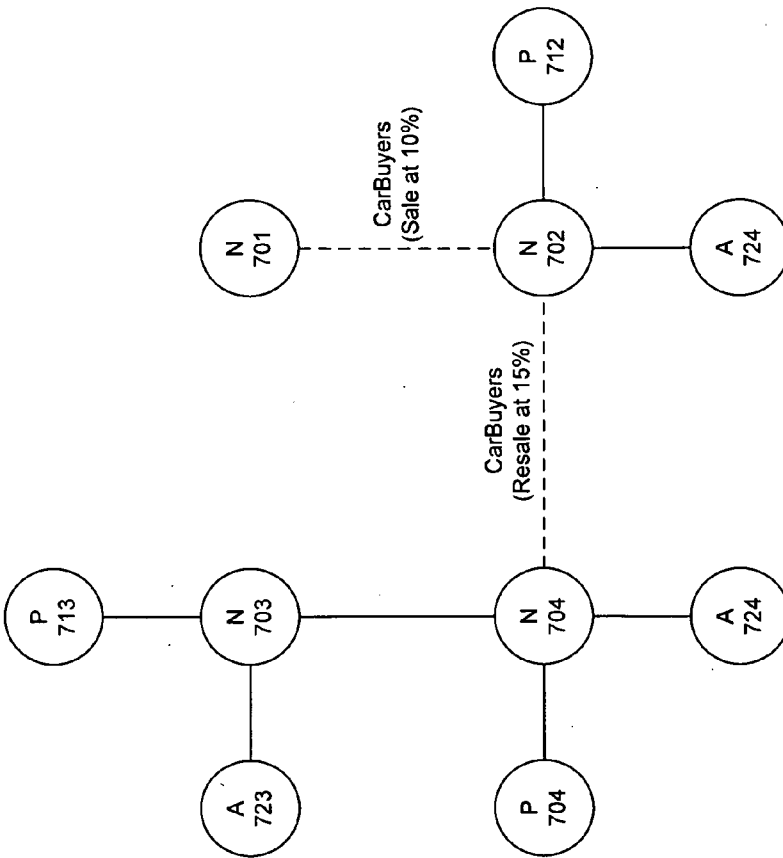 P
713
N
701
A
723
N
703
CarBuyers
(Sale at 10%)
P
704
N
704
CarBuyers
(Resale at 15%)
N
702
P
712
A
724
A
724